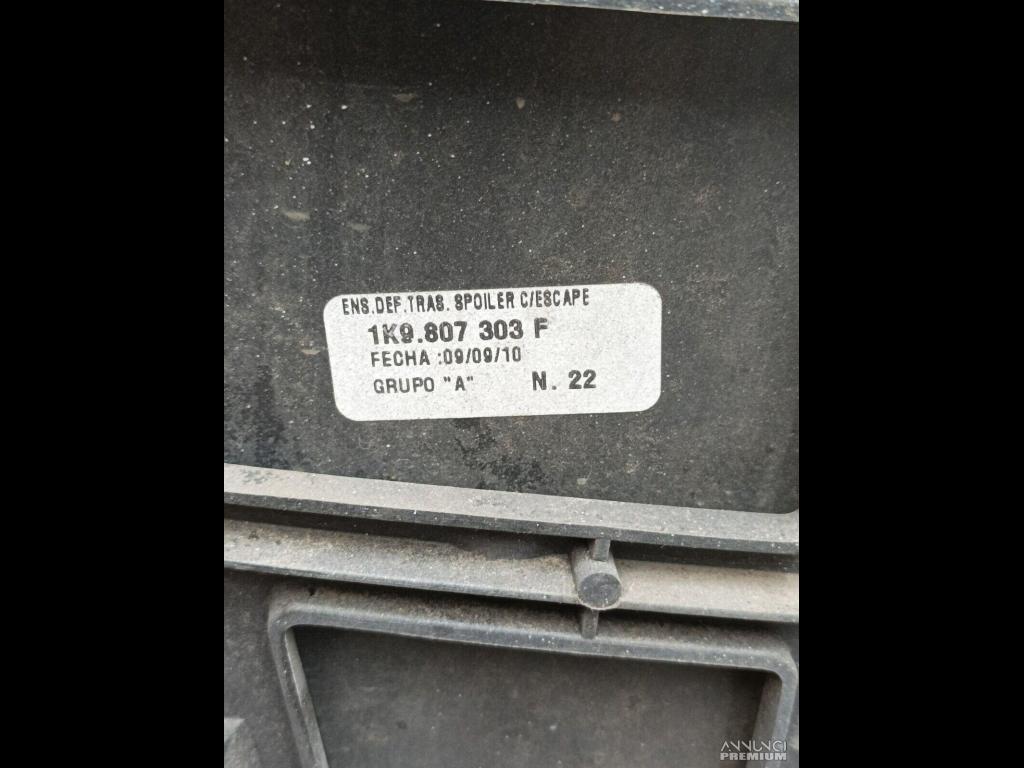 ENS.DEF.TRAS. SPOILER C/ESCAPE
1K9.807 303 F
FECHA :09/09/10
GRUPO "A" N. 22
ANNUNCI
PREMIUM